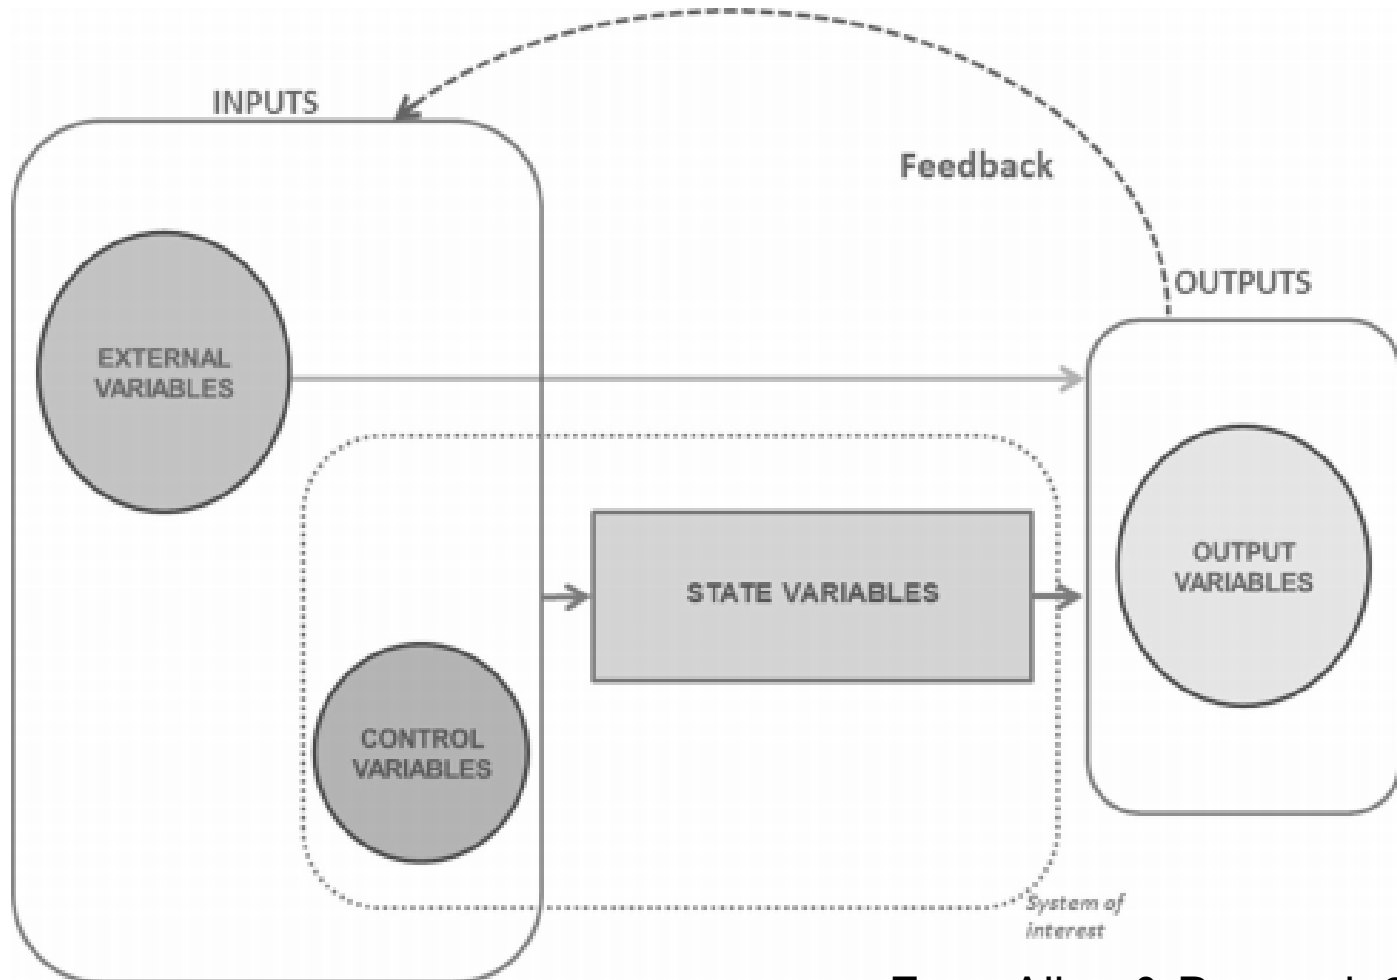 INPUTS
Feedback
OUTPUTS
EXTERNAL
VARIABLES
STATE VARIABLES
OUTPUT
VARIABLES
CONTROL
VARIABLES
System of
interest